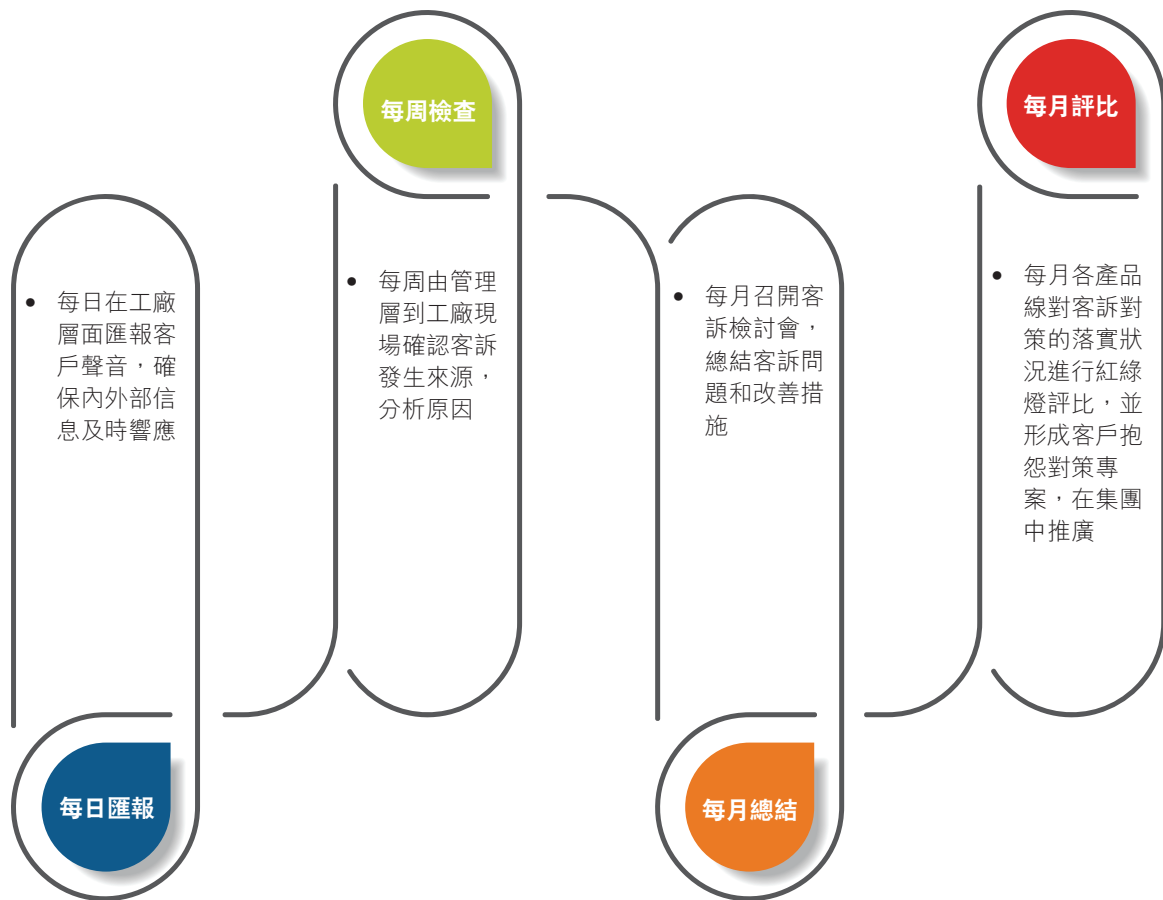 每日匯報
• 每日在工廠
層面匯報客
戶聲音，確
保內外部信
息及時響應
每周檢查
• 每周由管理
層到工廠現
場確認客訴
發生來源，
分析原因
每月總結
• 每月召開客
訴檢討會，
總結客訴問
題和改善措
施
每月評比
• 每月各產品
線對客訴對
策的落實狀
況進行紅綠
燈評比，並
形成客戶抱
怨對策專
案，在集團
中推廣